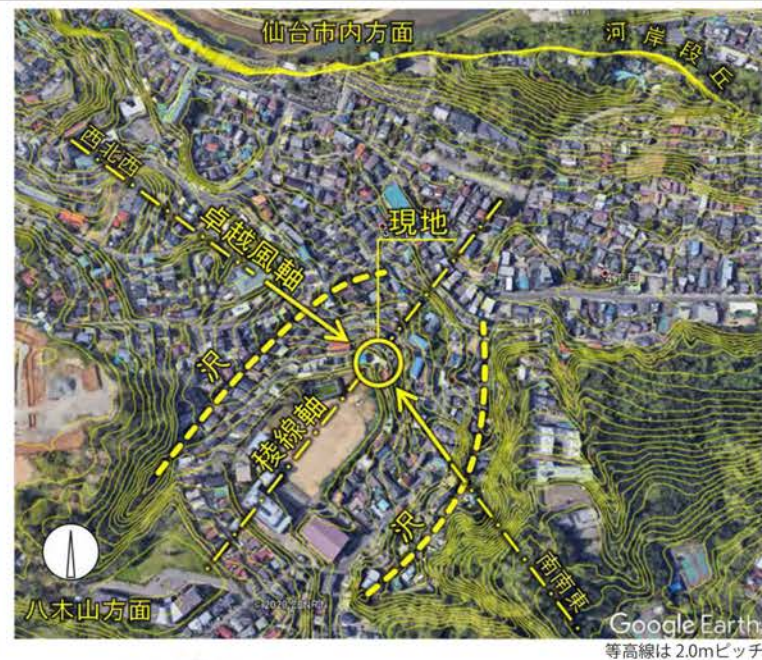 仙台市内方面
河岸段丘
西北西
卓越風軸
現地
沢
稜線軸
沢
南南東
八木山方面
Google Earth
等高線は 2.0mピッチ